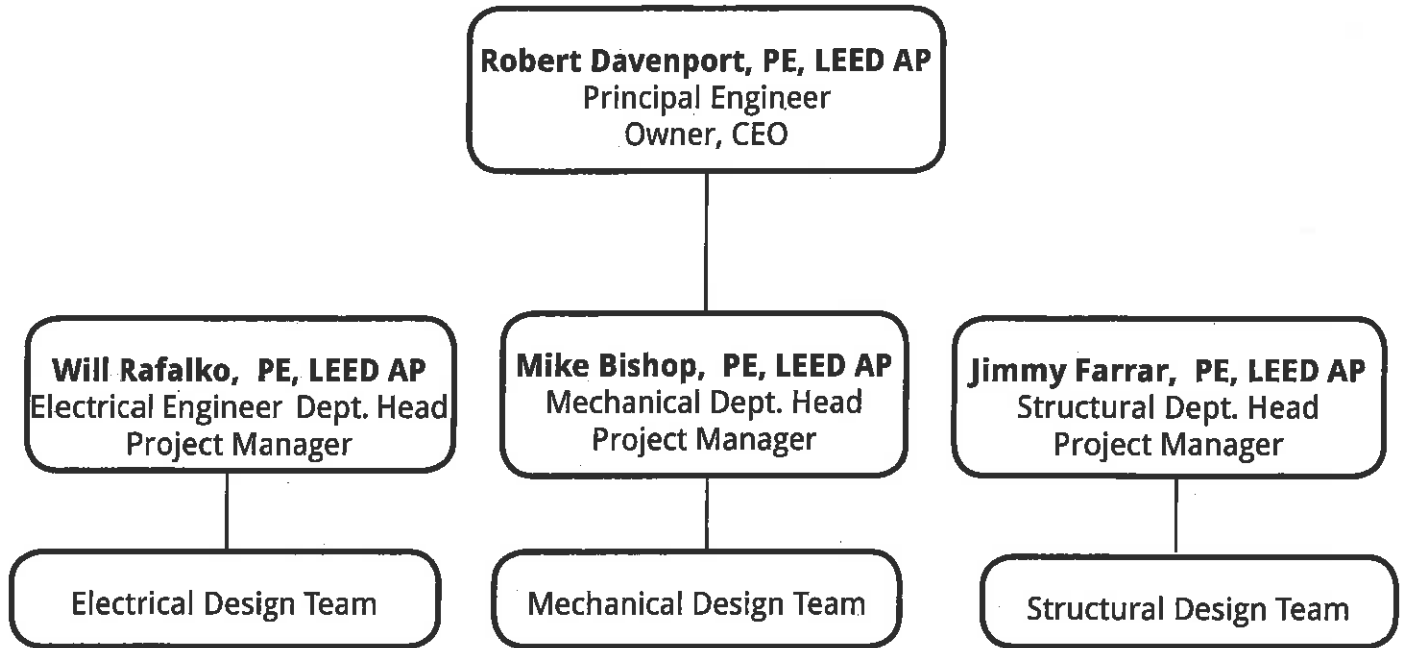 Robert Davenport, PE, LEED AP
Principal Engineer
Owner, CEO
Will Rafalko, PE, LEED AP
Electrical Engineer Dept. Head
Project Manager
Mike Bishop, PE, LEED AP
Mechanical Dept. Head
Project Manager
Jimmy Farrar, PE, LEED AP
Structural Dept. Head
Project Manager
Electrical Design Team
Mechanical Design Team
Structural Design Team